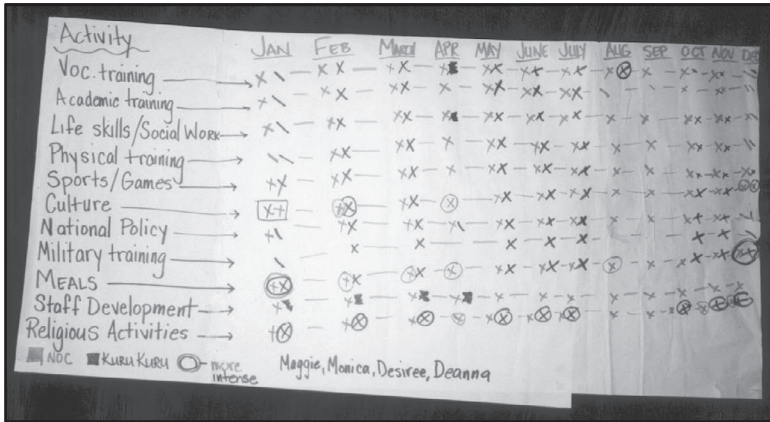 Activity
JAN FEB MARCH APR MAY JUNE JULY AUG SEP OCT NOV DEC
Voc. training
Academic training
Life skills/Social Work
Physical training
Sports/Games
Culture
National Policy
Military training
MEALS
Staff Development
Religious Activities
NOC KURU KURU - more intense
Maggie, Monica, Desiree, Deanna